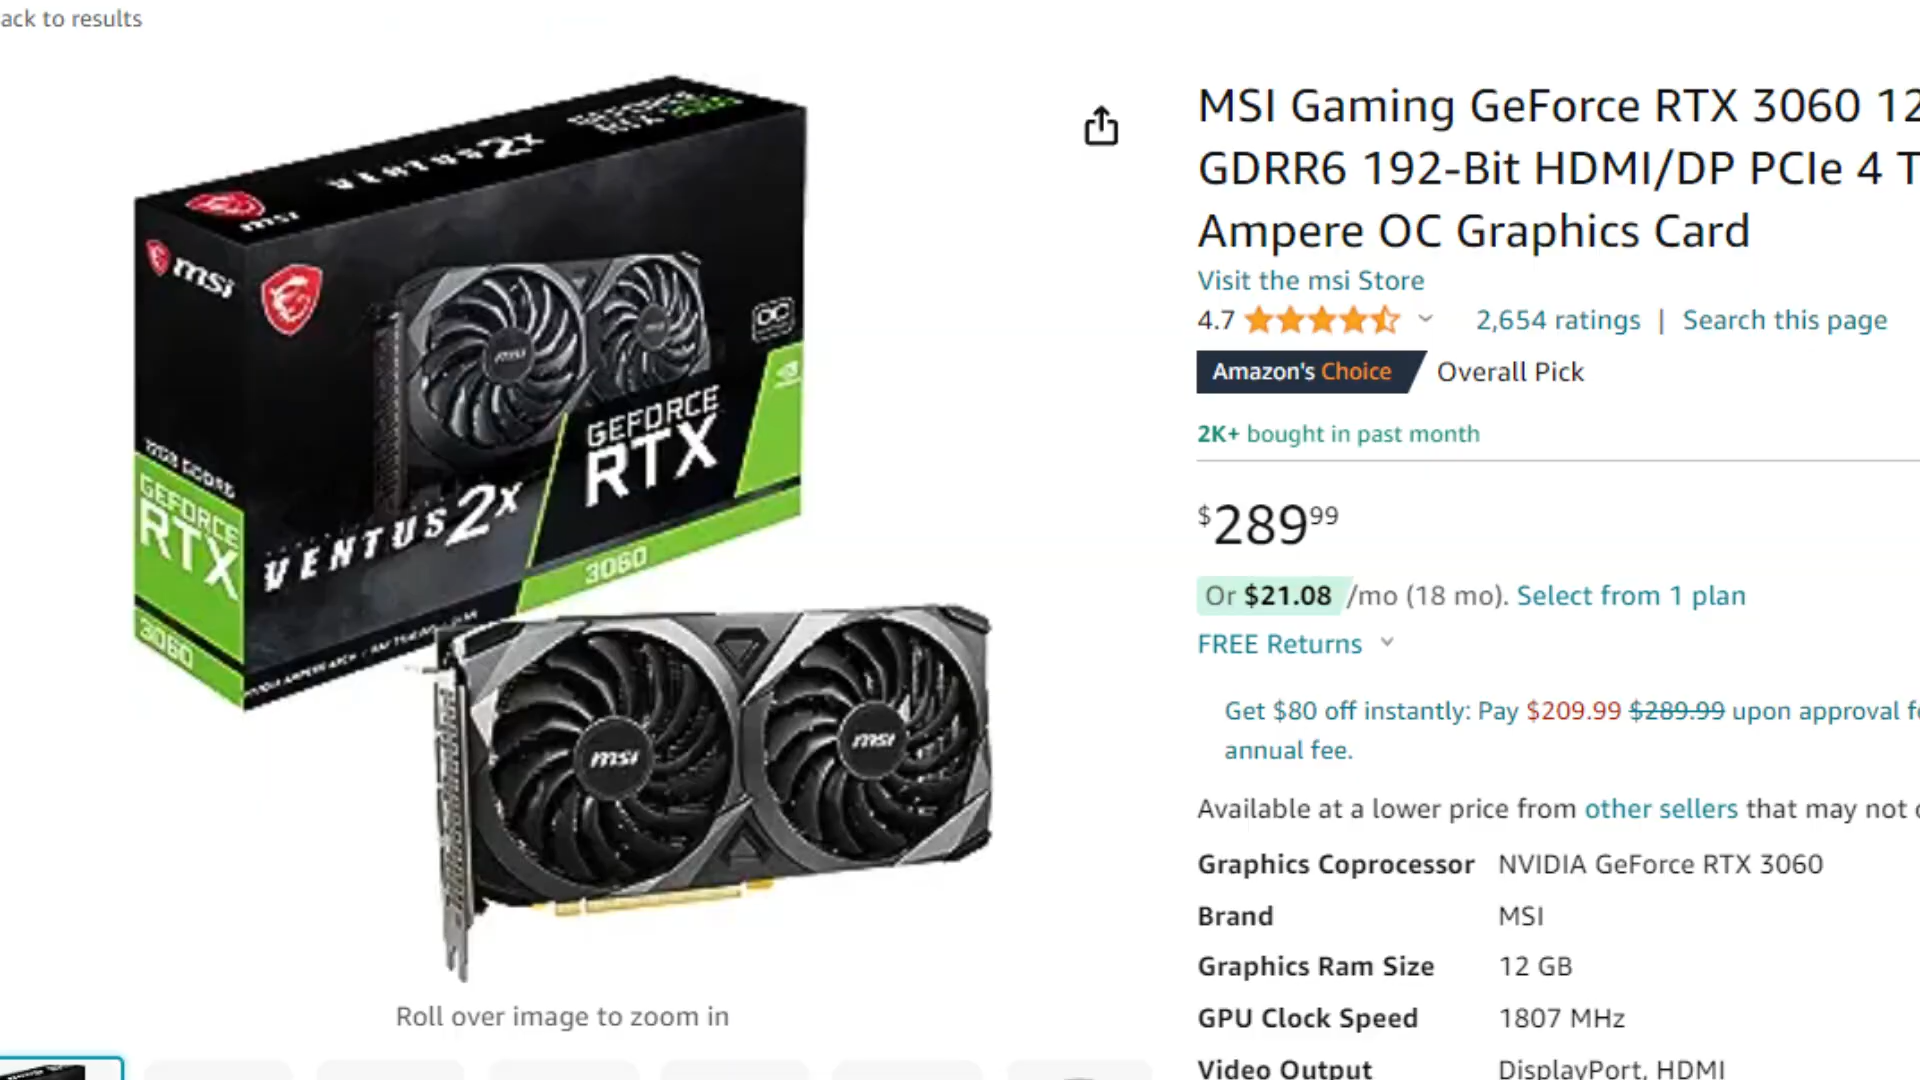 ack to results
MSI Gaming GeForce RTX 3060 12
GDRR6 192-Bit HDMI/DP PCIe 4 T
Ampere OC Graphics Card
Visit the msi Store
4.7
2,654 ratings | Search this page
Amazon's Choice Overall Pick
2K+ bought in past month
$289.99
Or $21.08 /mo (18 mo). Select from 1 plan
FREE Returns
Get $80 off instantly: Pay $209.99 $289.99 upon approval f
annual fee.
Available at a lower price from other sellers that may not
Graphics Coprocessor NVIDIA GeForce RTX 3060
Brand MSI
Graphics Ram Size 12 GB
GPU Clock Speed 1807 MHz
Video Output DisplayPort, HDMI
VENTUS 2X
msi
msi
12GB GDDR6
GEFORCE
RTX
3060
VENTUS 2X
OC
GEFORCE
RTX
3060
msi
msi
msi
Roll over image to zoom in